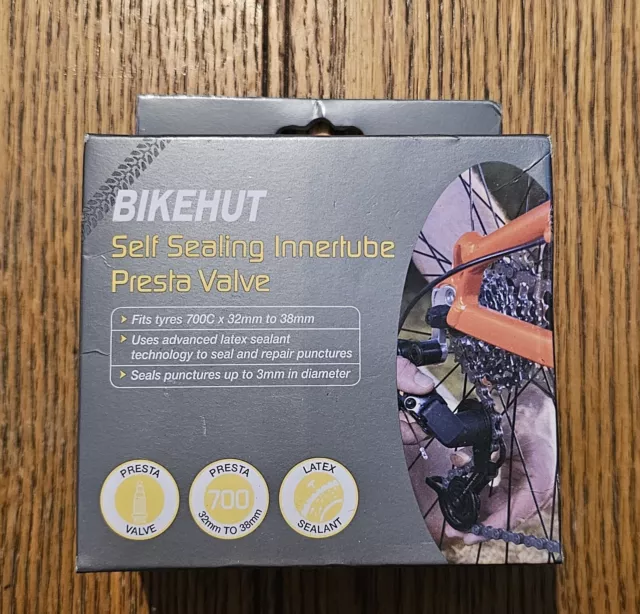 BIKEHUT
Self Sealing Innertube
Presta Valve
Fits tyres 700C x 32mm to 38mm
Uses advanced latex sealant
technology to seal and repair punctures
Seals punctures up to 3mm in diameter
PRESTA
VALVE
PRESTA
700
32mm TO 38mm
LATEX
SEALANT